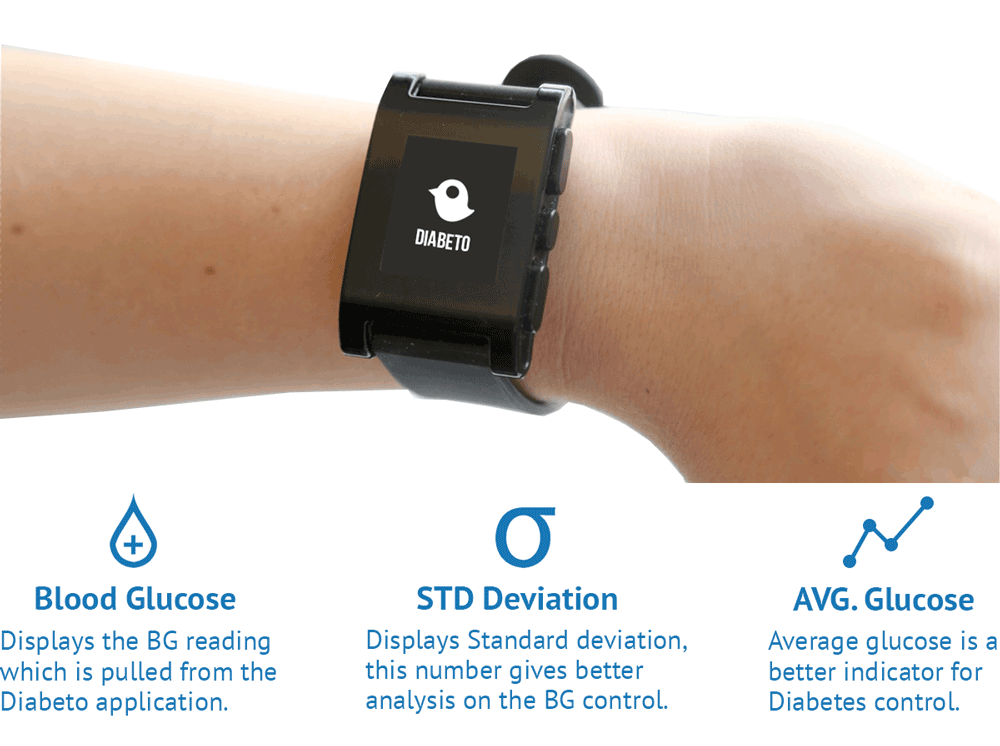 DIABETO
σ
Blood Glucose
Displays the BG reading
which is pulled from the
Diabeto application.
STD Deviation
Displays Standard deviation,
this number gives better
analysis on the BG control.
AVG. Glucose
Average glucose is a
better indicator for
Diabetes control.